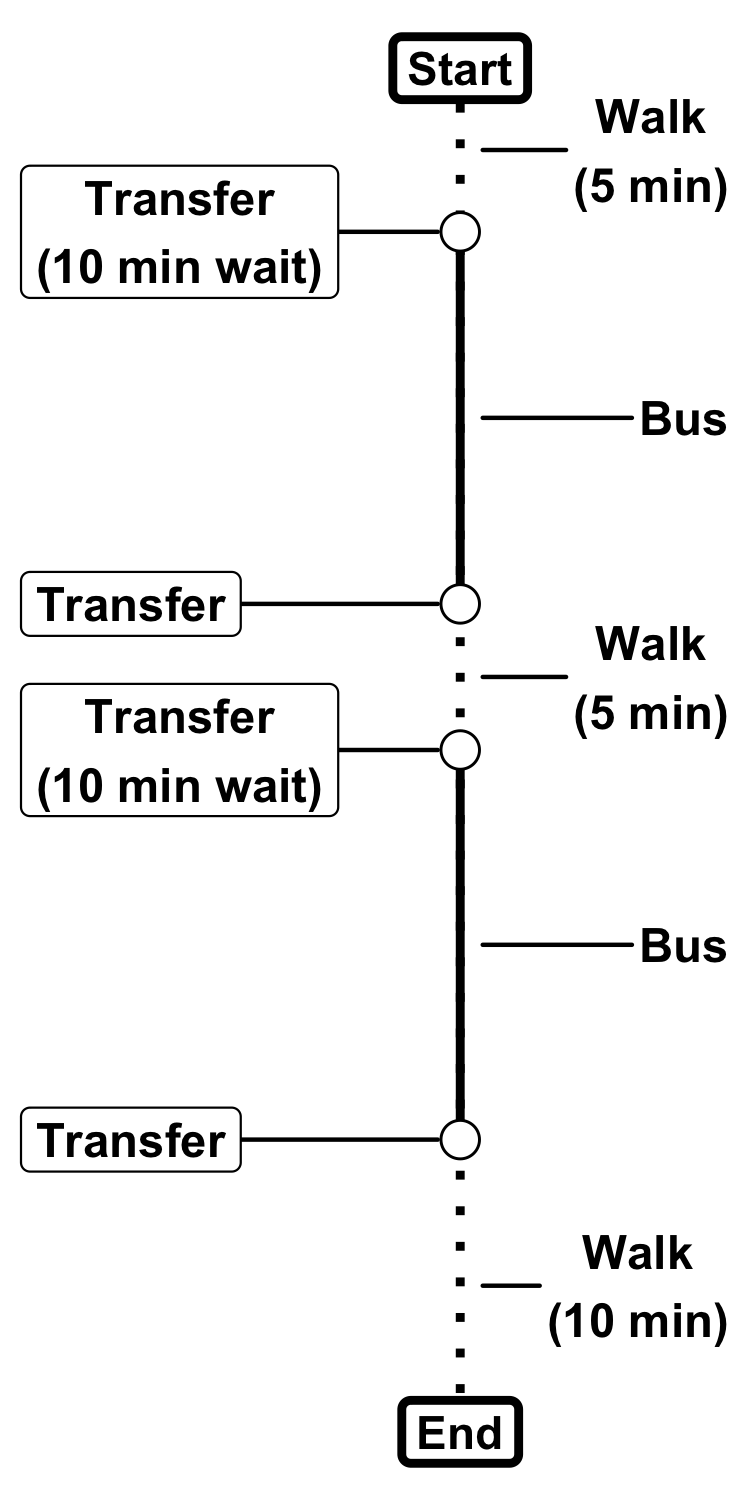 Start
Walk
(5 min)
Transfer
(10 min wait)
Bus
Transfer
Walk
(5 min)
Transfer
(10 min wait)
Bus
Transfer
Walk
(10 min)
End